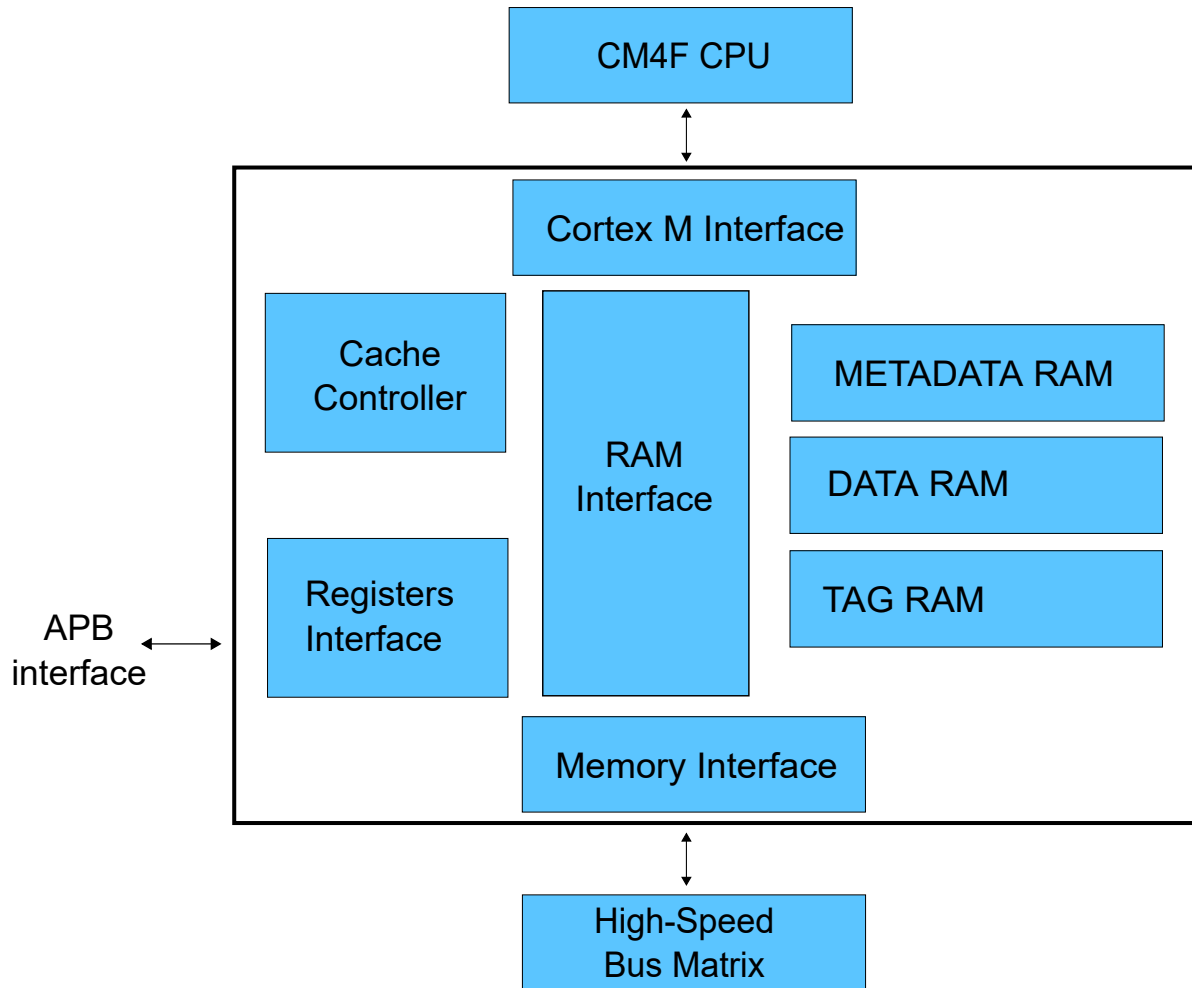 CM4F CPU
Cortex M Interface
Cache
Controller
RAM
Interface
METADATA RAM
DATA RAM
TAG RAM
Registers
Interface
APB
interface
Memory Interface
High-Speed
Bus Matrix